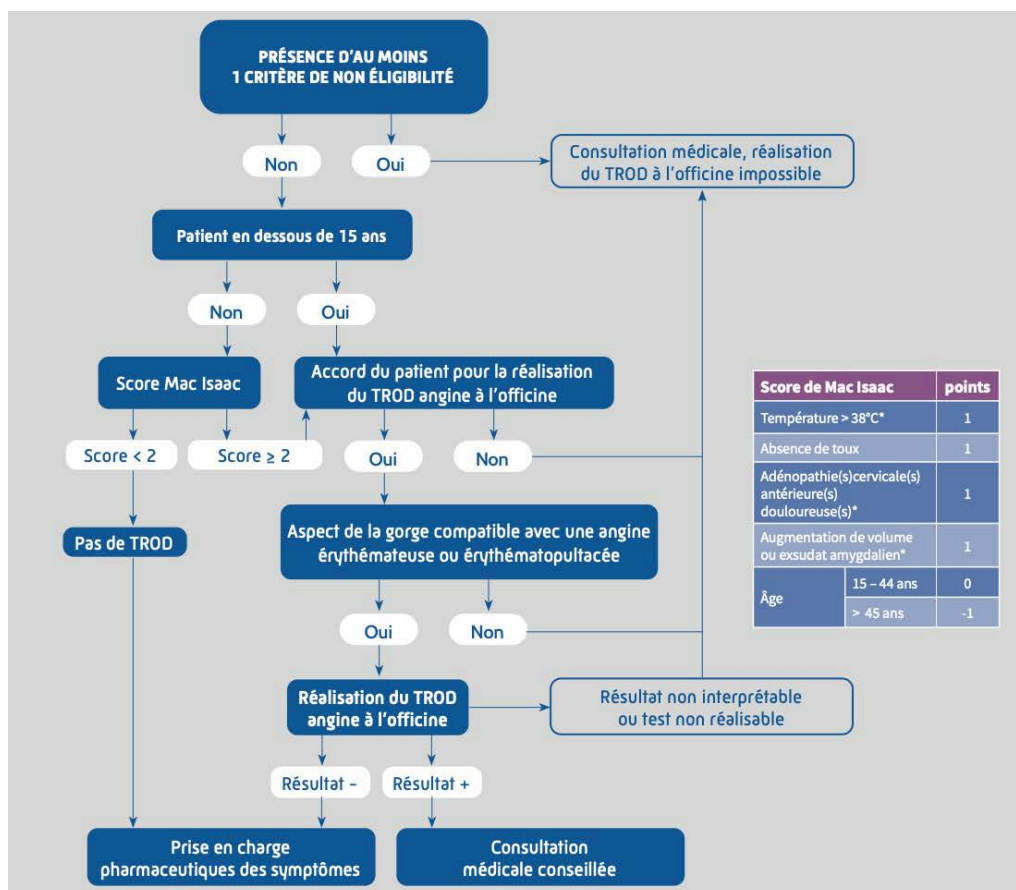 PRÉSENCE D'AU MOINS
1 CRITÈRE DE NON ÉLIGIBILITÉ
Non
Oui
Consultation médicale, réalisation
du TROD à l'officine impossible
Patient en dessous de 15 ans
Non
Oui
Score Mac Isaac
Accord du patient pour la réalisation
du TROD angine à l'officine
Score < 2
Score ≥ 2
Oui
Non
Pas de TROD
Aspect de la gorge compatible avec une angine
érythémateuse ou érythématopultacée
Oui
Non
Réalisation du TROD
angine à l'officine
Résultat non interprétable
ou test non réalisable
Résultat -
Résultat +
Prise en charge
pharmaceutiques des symptômes
Consultation
médicale conseillée
Score de Mac Isaac points
Température > 38°C* 1
Absence de toux 1
Adénopathie(s)cervicale(s)
antérieure(s)
douloureuse(s)* 1
Augmentation de volume
ou exsudat amygdalien* 1
Âge
15 – 44 ans 0
> 45 ans -1